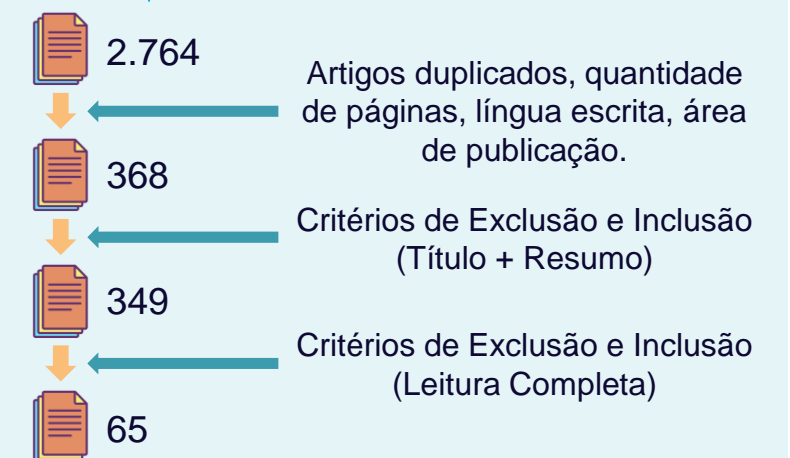 2.764
Artigos duplicados, quantidade
de páginas, língua escrita, área
de publicação.
368
Critérios de Exclusão e Inclusão
(Título + Resumo)
349
Critérios de Exclusão e Inclusão
(Leitura Completa)
65